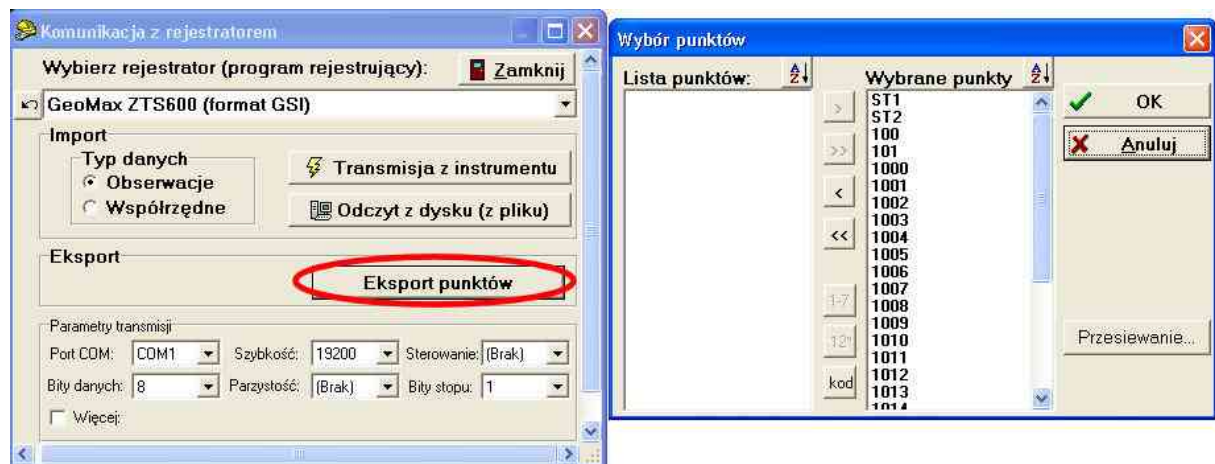 Komunikacja z rejestratorem
Wybierz rejestrator (program rejestrujący):
Zamknij
GeoMax ZTS600 (format GSI)
Import
Typ danych
Obserwacje
Współrzędne
Transmisja z instrumentu
Odczyt z dysku (z pliku)
Eksport
Eksport punktów
Parametry transmisji
Port COM: COM1 Szybkość: 19200 Sterowanie: (Brak)
Bity danych: 8 Parzystość: (Brak) Bity stopu: 1
Więcej:
Wybór punktów
Lista punktów:
Wybrane punkty
ST1
ST2
100
101
1000
1001
1002
1003
1004
1005
1006
1007
1008
1009
1010
1011
1012
1013
1014
>
>>
<
<<
1-7
kod
OK
Anuluj
Przesiewanie...